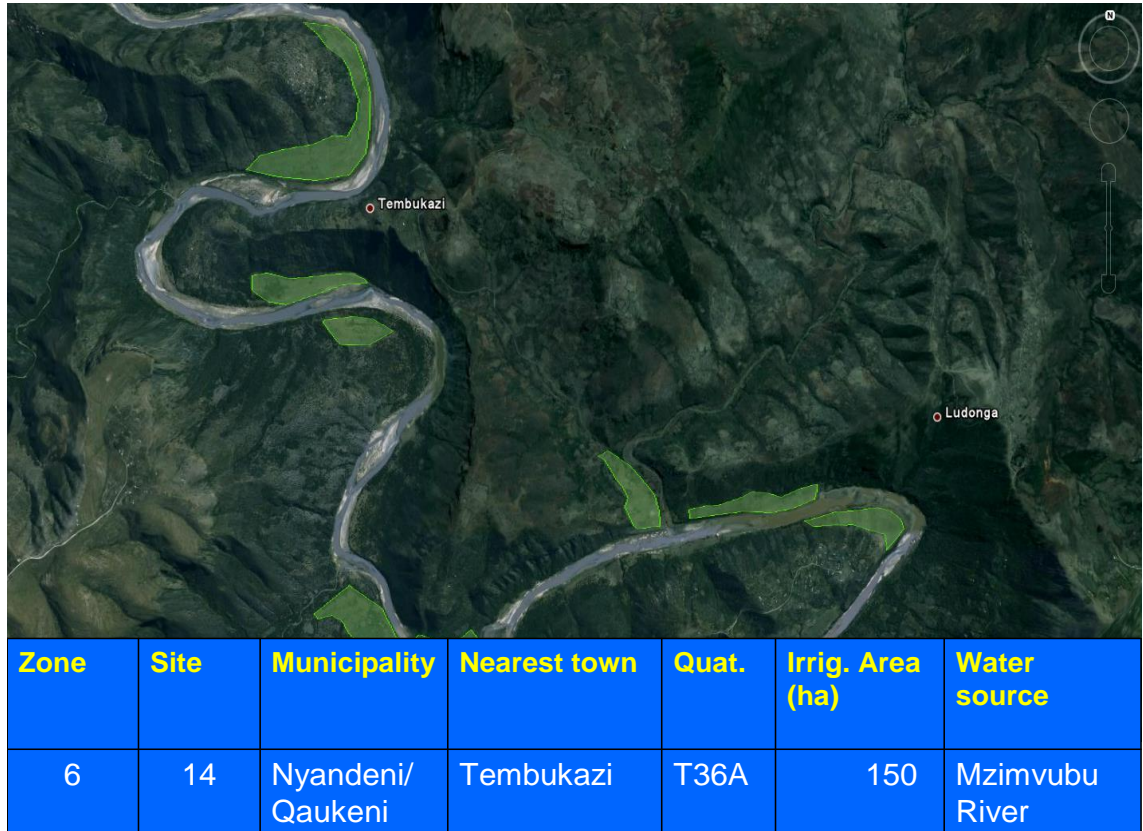 N
Tembukazi
Ludonga
Zone Site Municipality Nearest town Quat. Irrig. Area (ha) Water source
6 14 Nyandeni/ Qaukeni Tembukazi T36A 150 Mzimvubu River